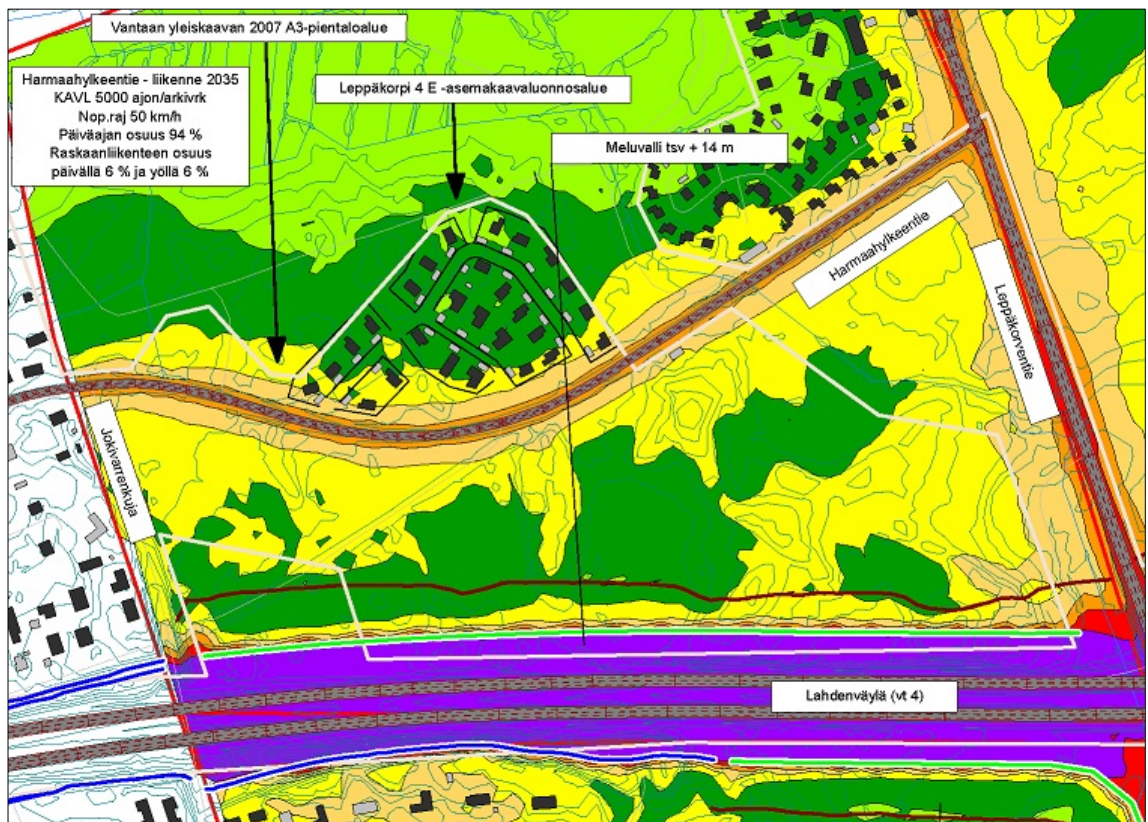 Vantaan yleiskaavan 2007 A3-pientaloalue
Harmaahylkeentie - liikenne 2035
KAVL 5000 ajon/arkivrk
Nop.raj 50 km/h
Päiväajan osuus 94 %
Raskaanliikenteen osuus
päivällä 6 % ja yöllä 6 %
Leppäkorpi 4 E -asemakaavaluonnosalue
Meluvalli tsv + 14 m
Harmaahylkeentie
Leppäkorventie
Jokivarrenkuja
Lahdenväylä (vt 4)